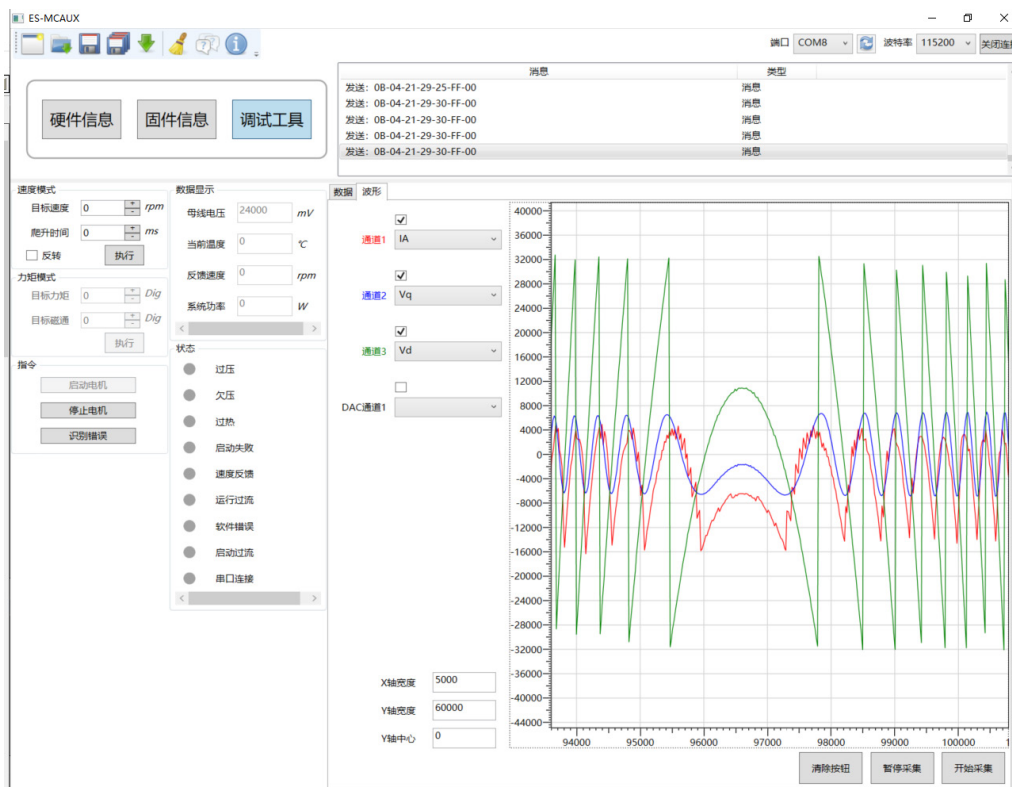 ES-MCAUX
端口 COM8 波特率 115200 关闭连接
消息 类型
发送: 0B-04-21-29-25-FF-00 消息
发送: 0B-04-21-29-30-FF-00 消息
发送: 0B-04-21-29-30-FF-00 消息
发送: 0B-04-21-29-30-FF-00 消息
发送: 0B-04-21-29-30-FF-00 消息
硬件信息 固件信息 调试工具
速度模式
目标速度 0 rpm
爬升时间 0 ms
反转 执行
力矩模式
目标力矩 0 Dig
目标磁通 0 Dig
执行
指令
启动电机
停止电机
识别错误
数据显示
母线电压 24000 mV
当前温度 0 ℃
反馈速度 0 rpm
系统功率 0 W
状态
过压
欠压
过热
启动失败
速度反馈
运行过流
软件错误
启动过流
串口连接
数据 波形
通道1 IA
通道2 Vq
通道3 Vd
DAC通道1
X轴宽度 5000
Y轴宽度 60000
Y轴中心 0
40000
36000
32000
28000
24000
20000
16000
12000
8000
4000
0
-4000
-8000
-12000
-16000
-20000
-24000
-28000
-32000
-36000
-40000
-44000
94000 95000 96000 97000 98000 99000 100000 1
清除按钮 暂停采集 开始采集